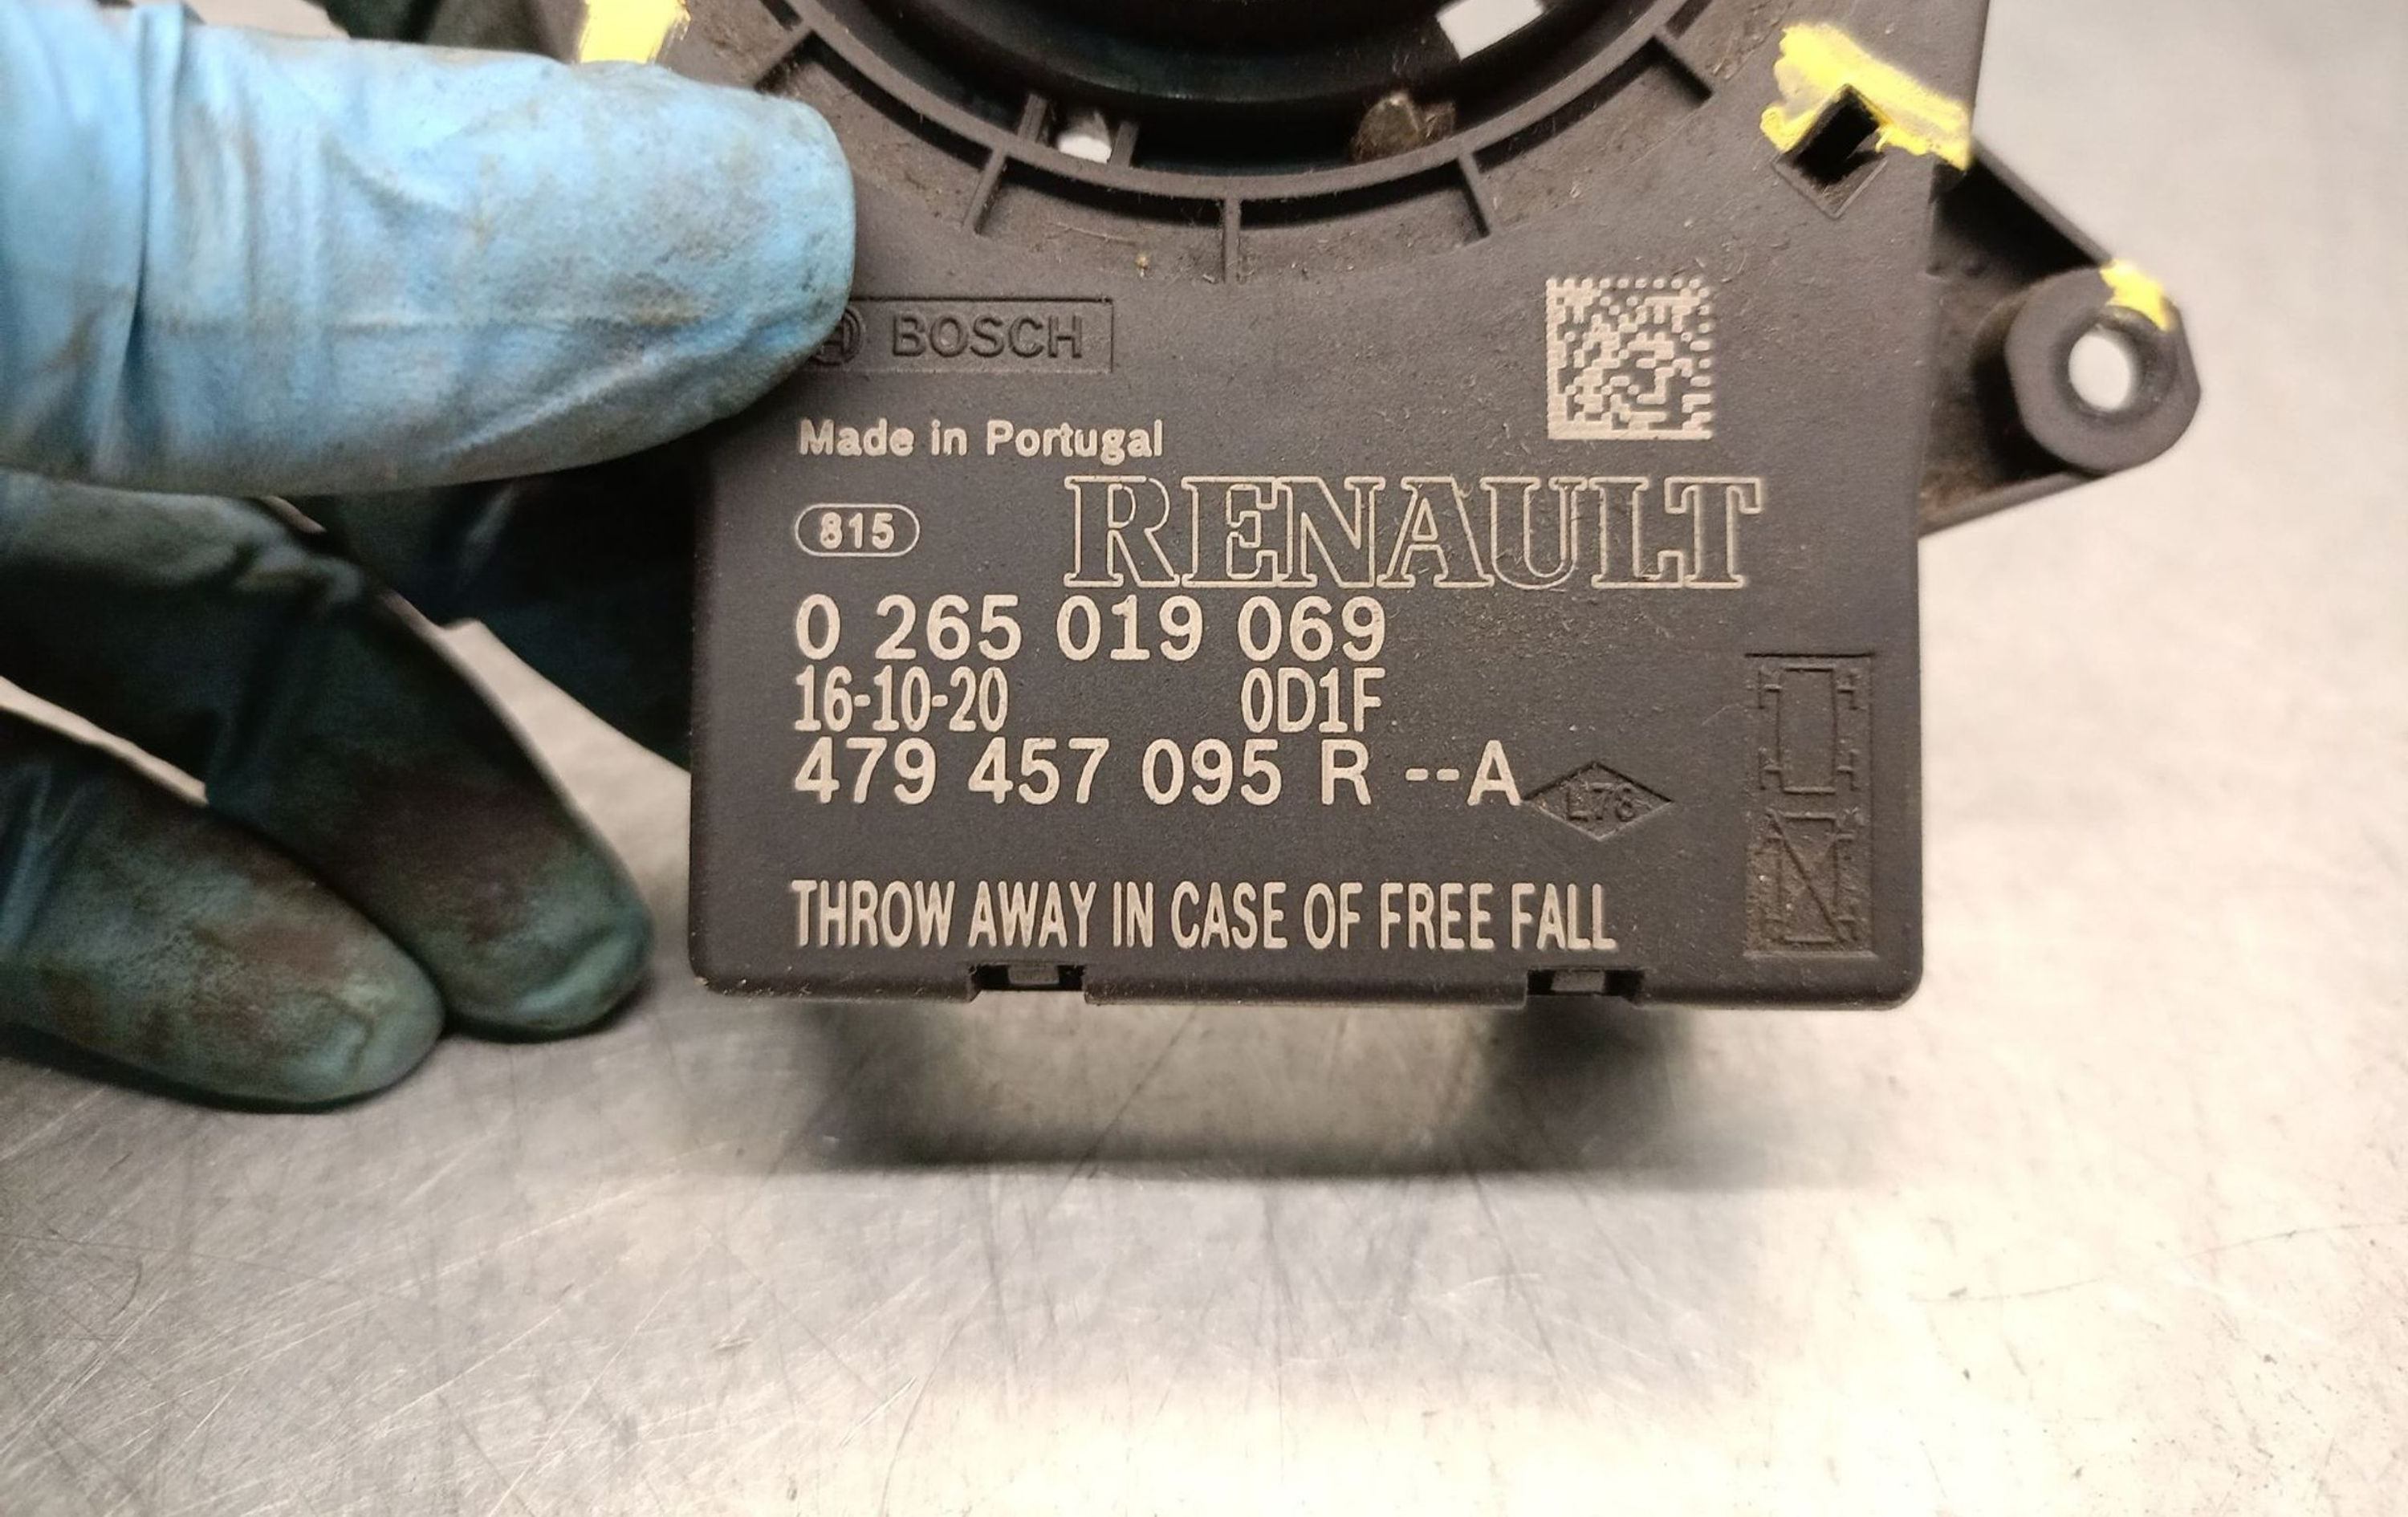 BOSCH
Made in Portugal
815
RENAULT
0 265 019 069
16-10-20 0D1F
479 457 095 R --A
L78
THROW AWAY IN CASE OF FREE FALL